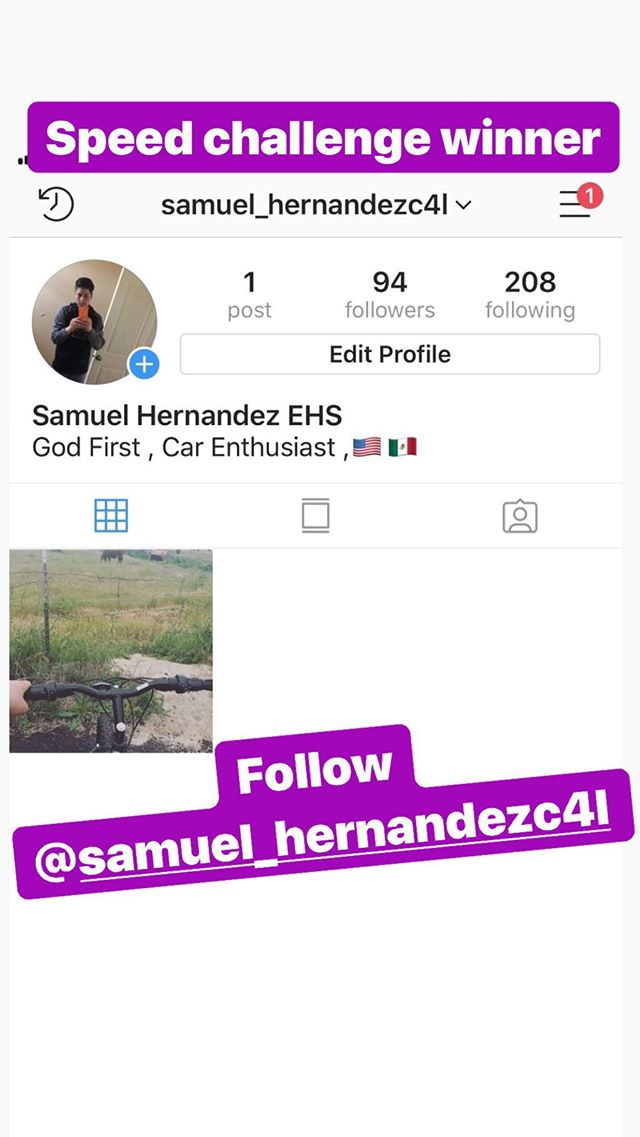 Speed challenge winner
samuel_hernandezc4l
1
1 94 208
post followers following
Edit Profile
Samuel Hernandez EHS
God First , Car Enthusiast ,🇺🇸 🇲🇽
Follow
@samuel_hernandezc4l